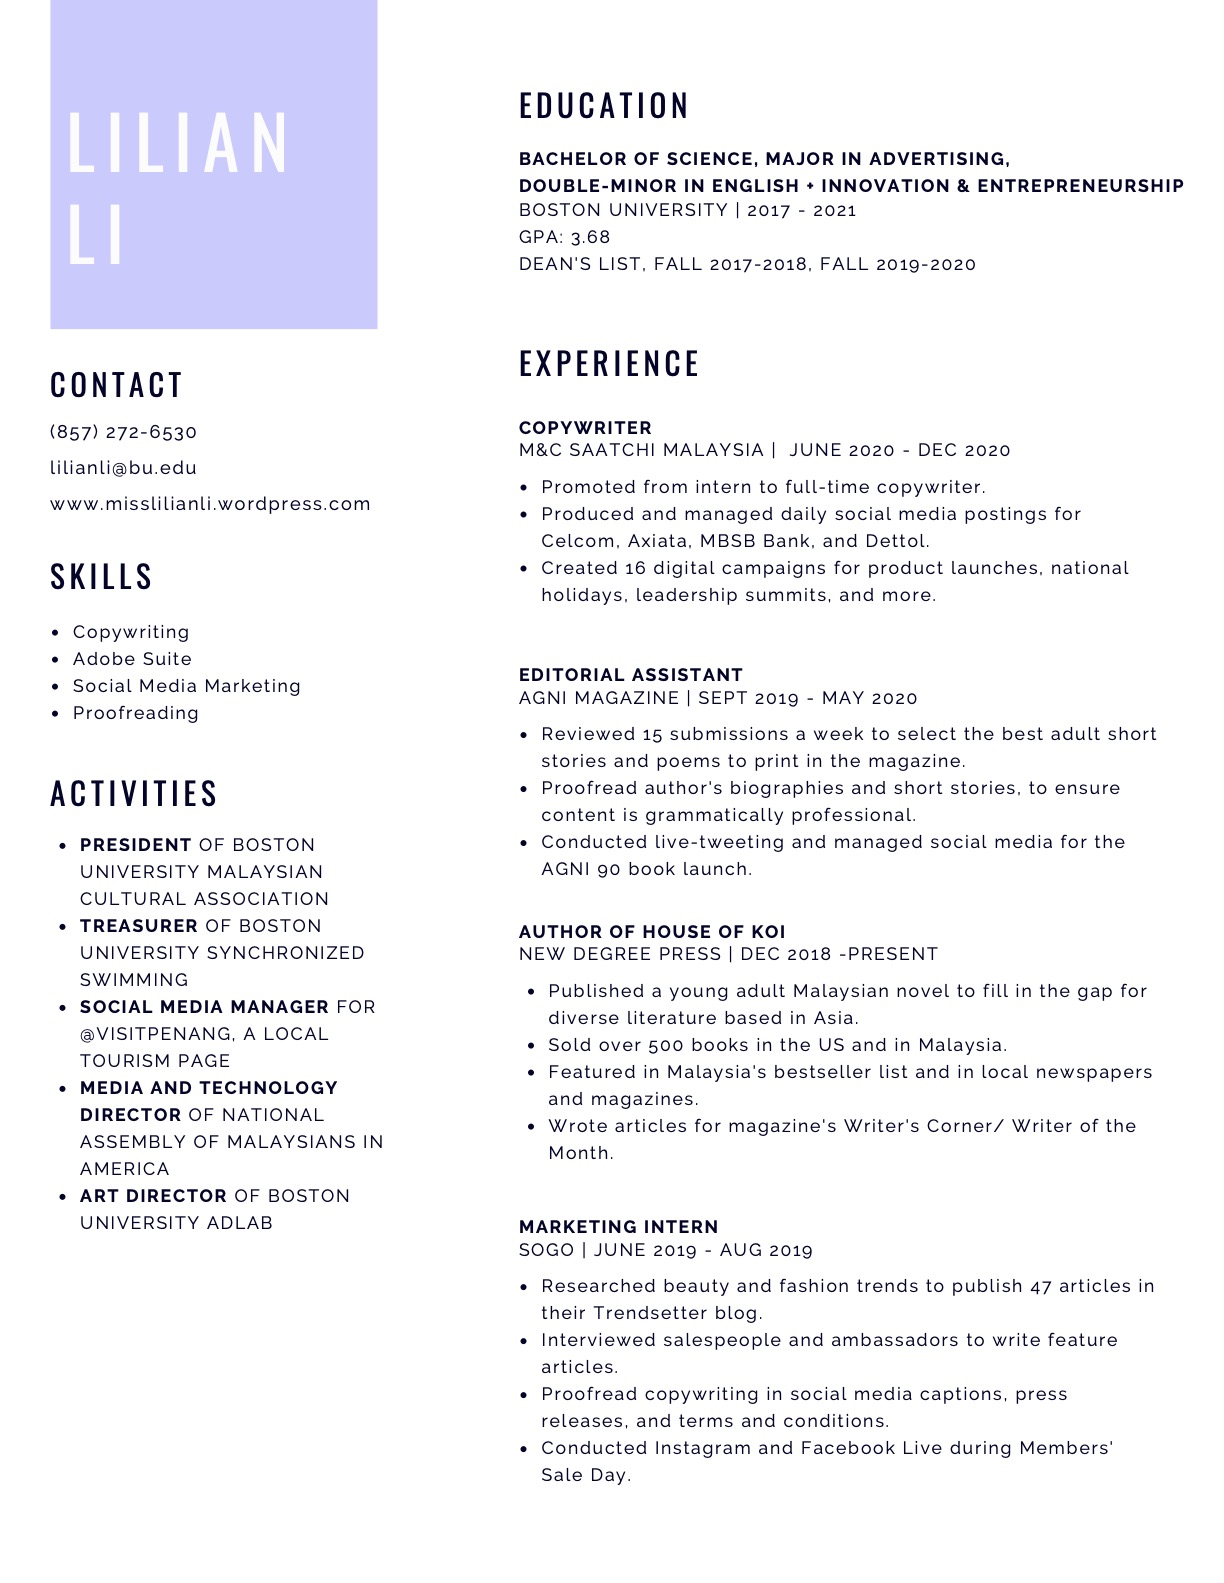 LILIAN
LI
CONTACT
(857) 272-6530
lilianli@bu.edu
www.misslilianli.wordpress.com
SKILLS
• Copywriting
• Adobe Suite
• Social Media Marketing
• Proofreading
ACTIVITIES
• PRESIDENT OF BOSTON
UNIVERSITY MALAYSIAN
CULTURAL ASSOCIATION
• TREASURER OF BOSTON
UNIVERSITY SYNCHRONIZED
SWIMMING
• SOCIAL MEDIA MANAGER FOR
@VISITPENANG, A LOCAL
TOURISM PAGE
• MEDIA AND TECHNOLOGY
DIRECTOR OF NATIONAL
ASSEMBLY OF MALAYSIANS IN
AMERICA
• ART DIRECTOR OF BOSTON
UNIVERSITY ADLAB
EDUCATION
BACHELOR OF SCIENCE, MAJOR IN ADVERTISING,
DOUBLE-MINOR IN ENGLISH + INNOVATION & ENTREPRENEURSHIP
BOSTON UNIVERSITY | 2017 - 2021
GPA: 3.68
DEAN'S LIST, FALL 2017-2018, FALL 2019-2020
EXPERIENCE
COPYWRITER
M&C SAATCHI MALAYSIA | JUNE 2020 - DEC 2020
• Promoted from intern to full-time copywriter.
• Produced and managed daily social media postings for
Celcom, Axiata, MBSB Bank, and Dettol.
• Created 16 digital campaigns for product launches, national
holidays, leadership summits, and more.
EDITORIAL ASSISTANT
AGNI MAGAZINE | SEPT 2019 - MAY 2020
• Reviewed 15 submissions a week to select the best adult short
stories and poems to print in the magazine.
• Proofread author's biographies and short stories, to ensure
content is grammatically professional.
• Conducted live-tweeting and managed social media for the
AGNI 90 book launch.
AUTHOR OF HOUSE OF KOI
NEW DEGREE PRESS | DEC 2018 -PRESENT
• Published a young adult Malaysian novel to fill in the gap for
diverse literature based in Asia.
• Sold over 500 books in the US and in Malaysia.
• Featured in Malaysia's bestseller list and in local newspapers
and magazines.
• Wrote articles for magazine's Writer's Corner/ Writer of the
Month.
MARKETING INTERN
SOGO | JUNE 2019 - AUG 2019
• Researched beauty and fashion trends to publish 47 articles in
their Trendsetter blog.
• Interviewed salespeople and ambassadors to write feature
articles.
• Proofread copywriting in social media captions, press
releases, and terms and conditions.
• Conducted Instagram and Facebook Live during Members'
Sale Day.